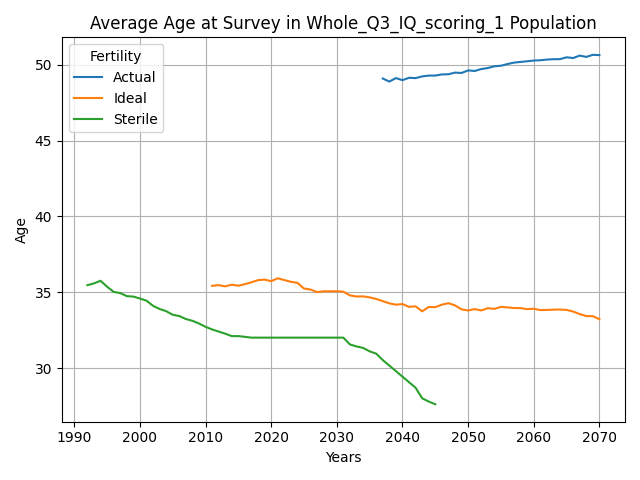 Average Age at Survey in Whole_Q3_IQ_scoring_1 Population
Fertility
Actual
Ideal
Sterile
50
45
40
35
30
Age
1990 2000 2010 2020 2030 2040 2050 2060 2070
Years